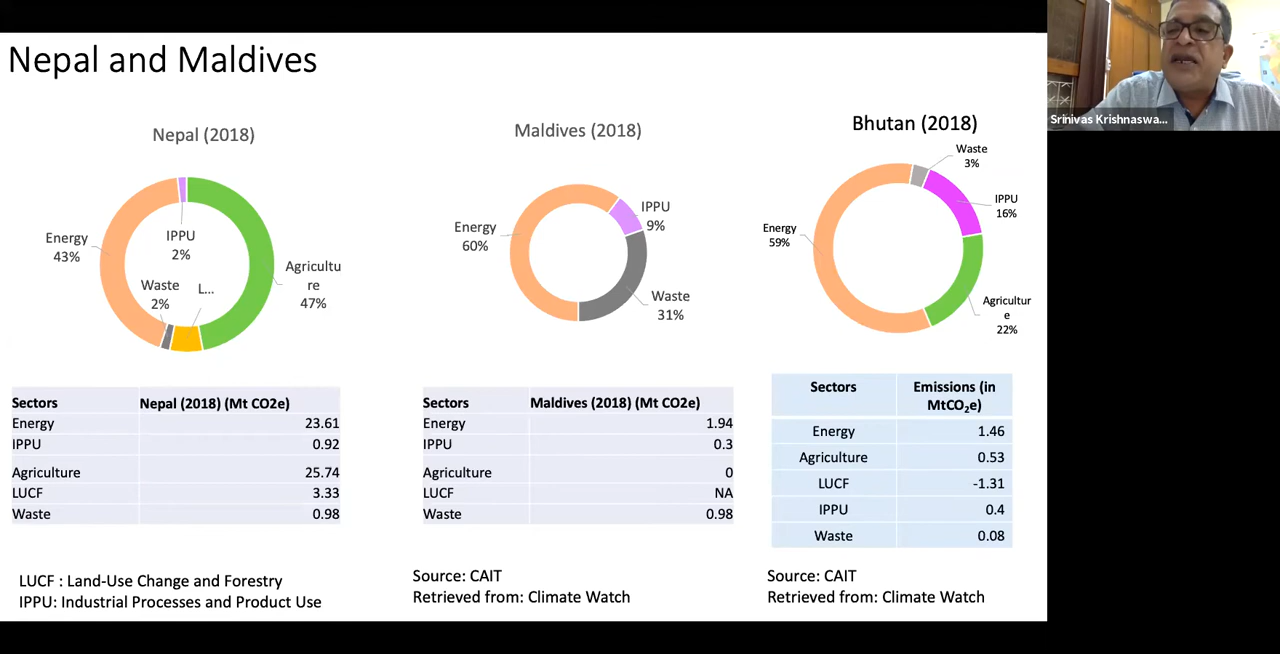 Nepal and Maldives
Srinivas Krishnaswa...
Nepal (2018)
Energy
43%
IPPU
2%
Waste
2%
L...
Agricultu
re
47%
Maldives (2018)
Energy
60%
IPPU
9%
Waste
31%
Bhutan (2018)
Waste
3%
IPPU
16%
Energy
59%
Agricultur
e
22%
Sectors Nepal (2018) (Mt CO2e)
Energy 23.61
IPPU 0.92
Agriculture 25.74
LUCF 3.33
Waste 0.98
Sectors Maldives (2018) (Mt CO2e)
Energy 1.94
IPPU 0.3
Agriculture 0
LUCF NA
Waste 0.98
Sectors Emissions (in
MtCO₂e)
Energy 1.46
Agriculture 0.53
LUCF -1.31
IPPU 0.4
Waste 0.08
LUCF : Land-Use Change and Forestry
IPPU: Industrial Processes and Product Use
Source: CAIT
Retrieved from: Climate Watch
Source: CAIT
Retrieved from: Climate Watch